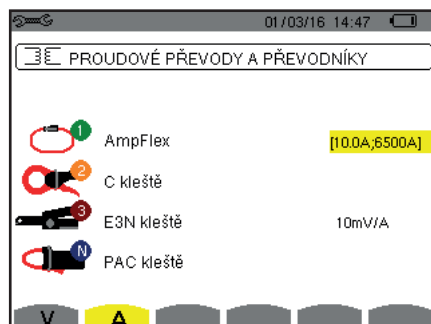 01/03/16 14:47
PROUDOVÉ PŘEVODY A PŘEVODNÍKY
1 AmpFlex [10.0A;6500A]
2 C kleště
3 E3N kleště 10mV/A
N PAC kleště
V A